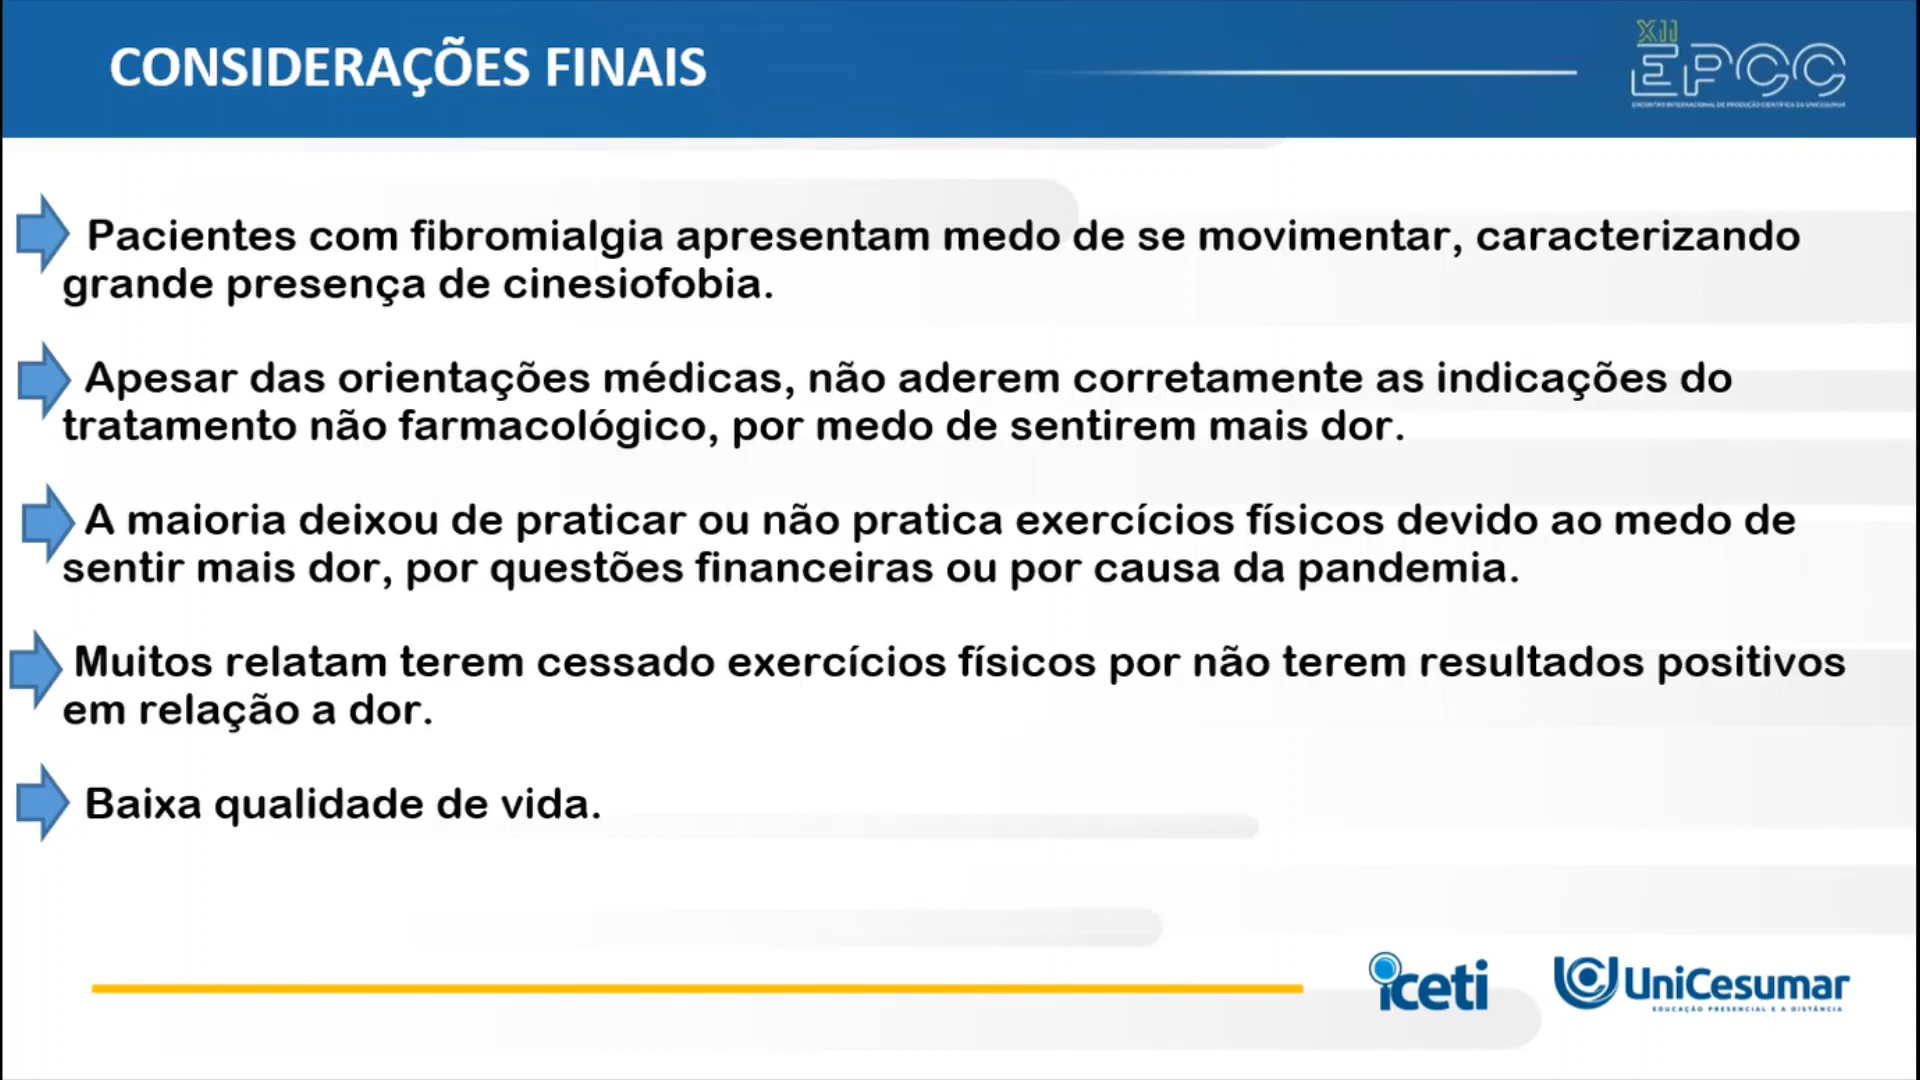 CONSIDERAÇÕES FINAIS
XII
EPCC
ENCONTRO INTERNACIONAL DE PRODUÇÃO CIENTÍFICA DA UNICESUMAR
Pacientes com fibromialgia apresentam medo de se movimentar, caracterizando
grande presença de cinesiofobia.
Apesar das orientações médicas, não aderem corretamente as indicações do
tratamento não farmacológico, por medo de sentirem mais dor.
A maioria deixou de praticar ou não pratica exercícios físicos devido ao medo de
sentir mais dor, por questões financeiras ou por causa da pandemia.
Muitos relatam terem cessado exercícios físicos por não terem resultados positivos
em relação a dor.
Baixa qualidade de vida.
iceti
UniCesumar
EDUCAÇÃO PRESENCIAL E A DISTÂNCIA